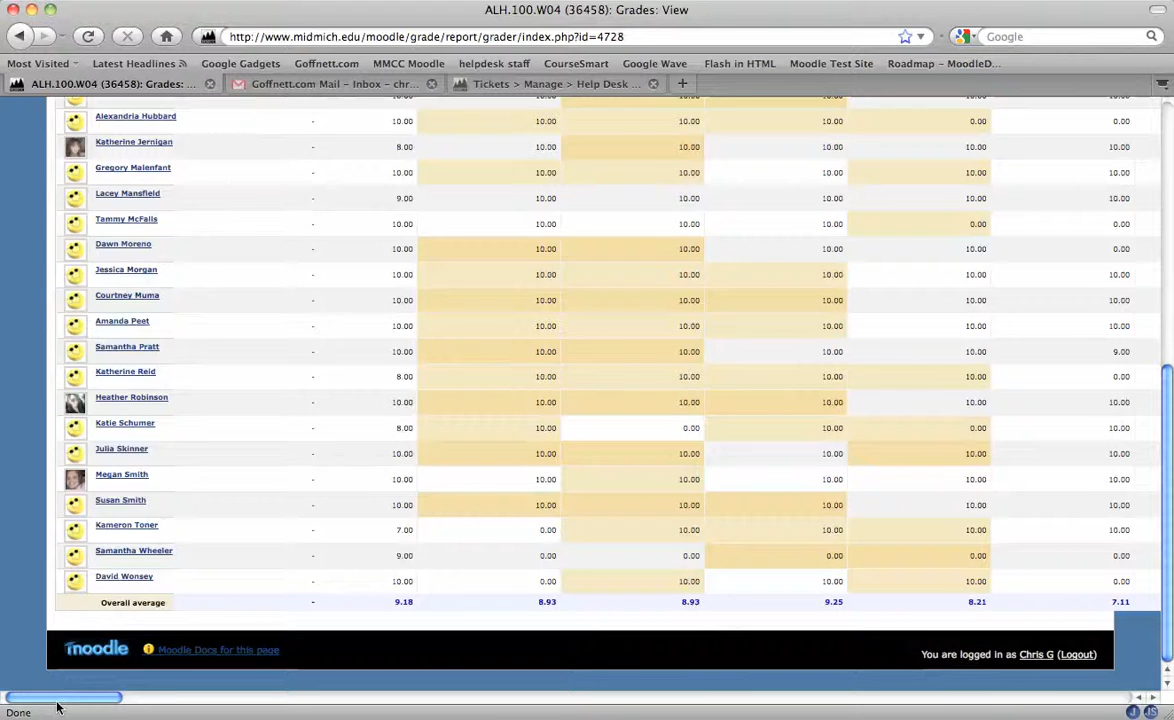 ALH.100.W04 (36458): Grades: View
http://www.midmich.edu/moodle/grade/report/grader/index.php?id=4728
Google
Most Visited Latest Headlines Google Gadgets Goffnett.com MMCC Moodle helpdesk staff CourseSmart Google Wave Flash in HTML Moodle Test Site Roadmap – MoodleD...
ALH.100.W04 (36458): Grades: ... Goffnett.com Mail – Inbox – chr... Tickets > Manage > Help Desk ...
Alexandria Hubbard - 10.00 10.00 10.00 10.00 0.00 0.00
Katherine Jernigan - 8.00 10.00 10.00 10.00 10.00 10.00
Gregory Malenfant - 10.00 10.00 10.00 10.00 10.00 10.00
Lacey Mansfield - 9.00 10.00 10.00 10.00 10.00 10.00
Tammy McFalls - 10.00 10.00 10.00 10.00 0.00 0.00
Dawn Moreno - 10.00 10.00 10.00 10.00 10.00 0.00
Jessica Morgan - 10.00 10.00 10.00 10.00 10.00 10.00
Courtney Muma - 10.00 10.00 10.00 10.00 10.00 10.00
Amanda Peet - 10.00 10.00 10.00 10.00 10.00 10.00
Samantha Pratt - 10.00 10.00 10.00 10.00 10.00 9.00
Katherine Reid - 8.00 10.00 10.00 10.00 10.00 0.00
Heather Robinson - 10.00 10.00 10.00 10.00 10.00 10.00
Katie Schumer - 8.00 10.00 0.00 10.00 0.00 0.00
Julia Skinner - 10.00 10.00 10.00 10.00 10.00 10.00
Megan Smith - 10.00 10.00 10.00 10.00 10.00 10.00
Susan Smith - 10.00 10.00 10.00 10.00 10.00 10.00
Kameron Toner - 7.00 0.00 10.00 10.00 10.00 0.00
Samantha Wheeler - 9.00 0.00 0.00 0.00 0.00 0.00
David Wonsey - 10.00 0.00 10.00 10.00 10.00 0.00
Overall average - 9.18 8.93 8.93 9.25 8.21 7.11
moodle Moodle Docs for this page You are logged in as Chris G (Logout)
Done